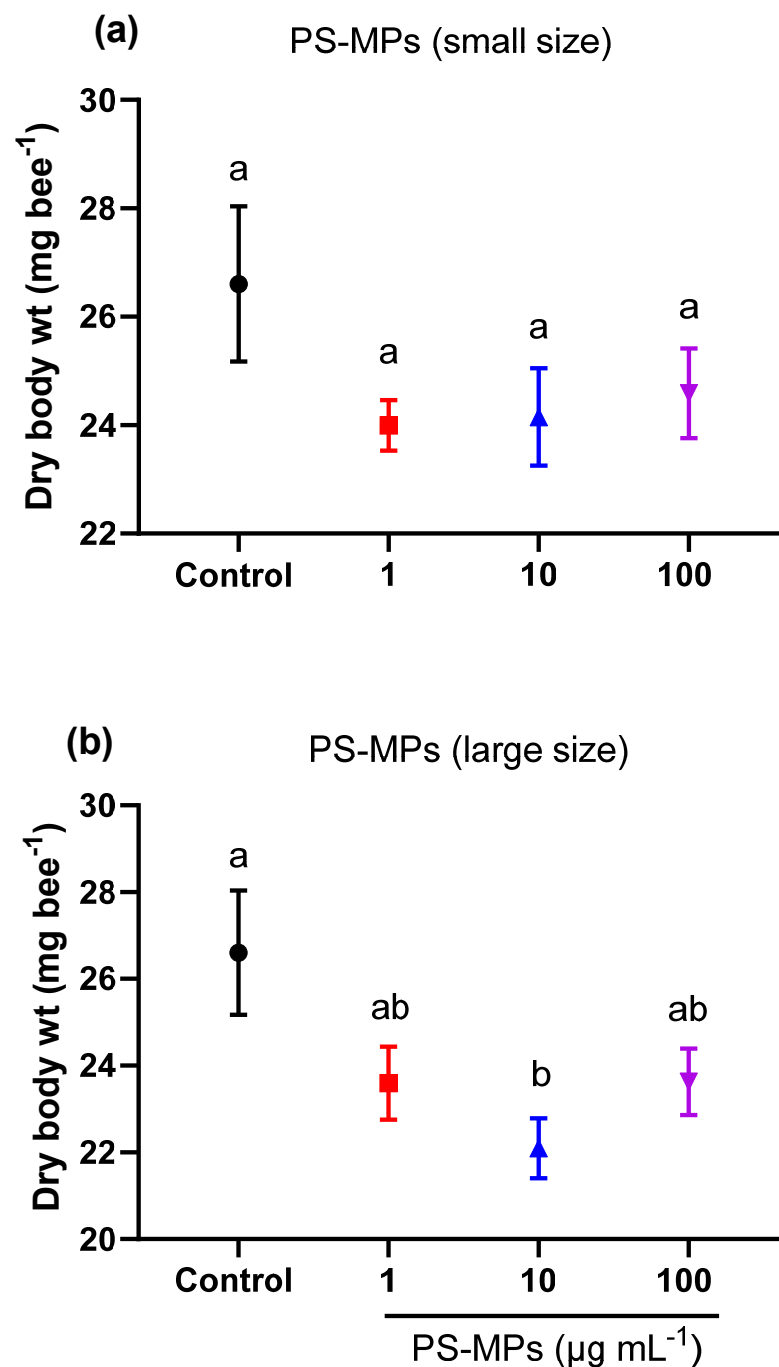 (a) PS-MPs (small size)
Dry body wt (mg bee⁻¹)
30
28
26
24
22
a
a
a
a
Control 1 10 100
(b) PS-MPs (large size)
Dry body wt (mg bee⁻¹)
30
28
26
24
22
20
a
ab
b
ab
Control 1 10 100
PS-MPs (µg mL⁻¹)